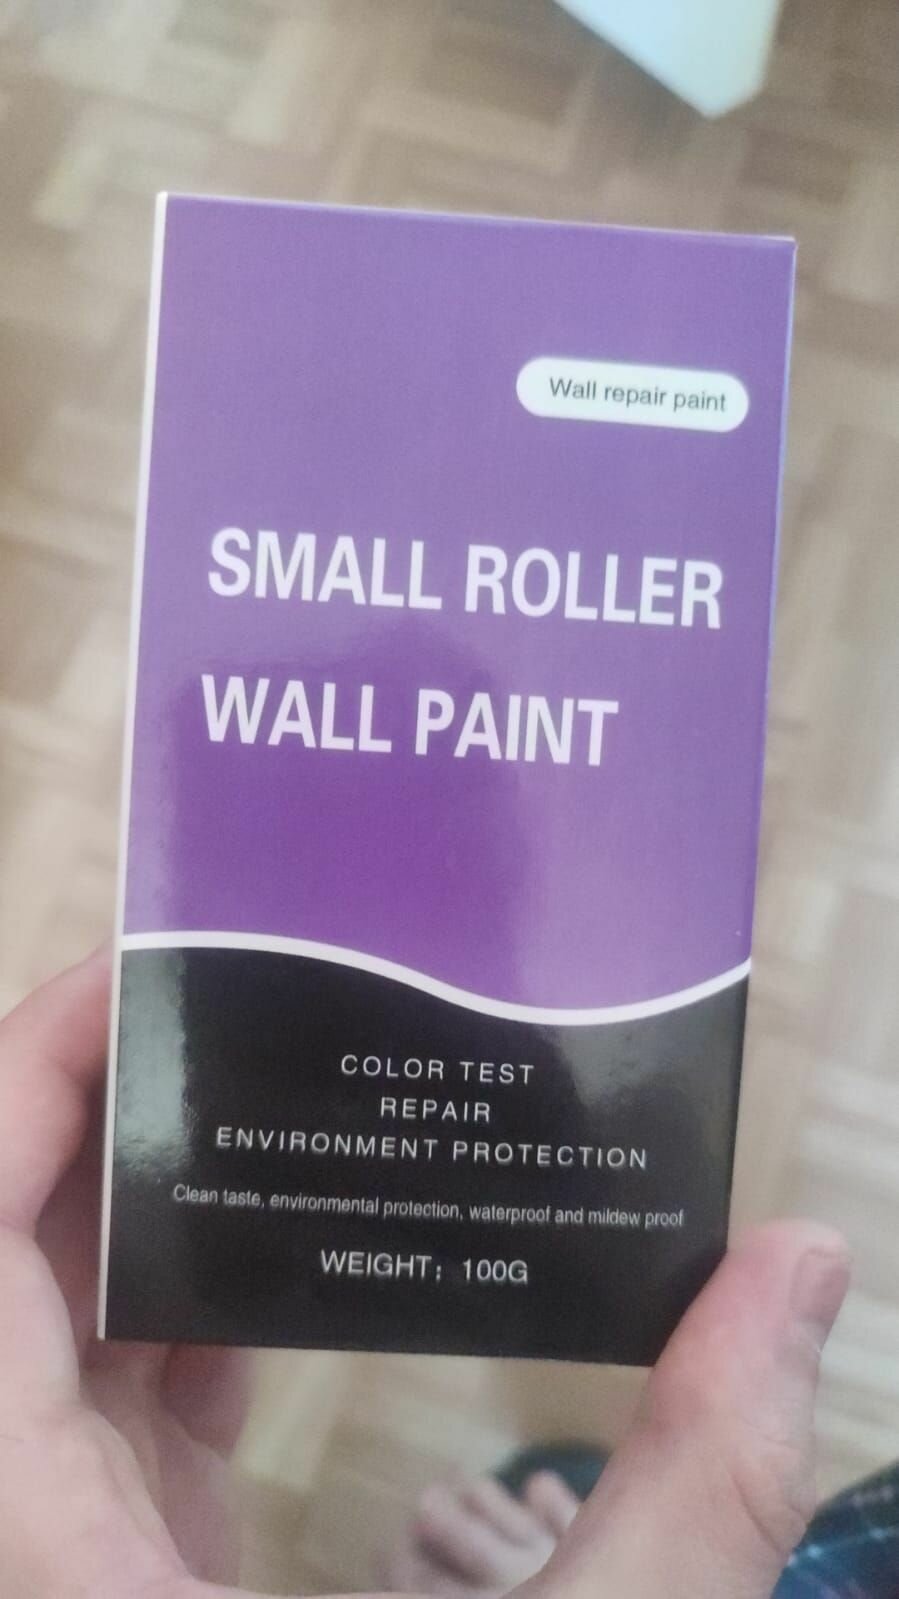 Wall repair paint
SMALL ROLLER
WALL PAINT
COLOR TEST
REPAIR
ENVIRONMENT PROTECTION
Clean taste, environmental protection, waterproof and mildew proof
WEIGHT: 100G